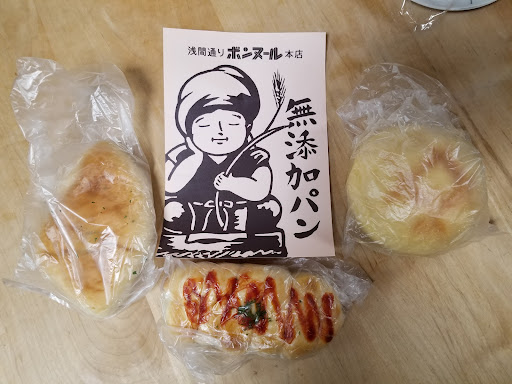 浅間通り ボンヌール 本店
無添加パン